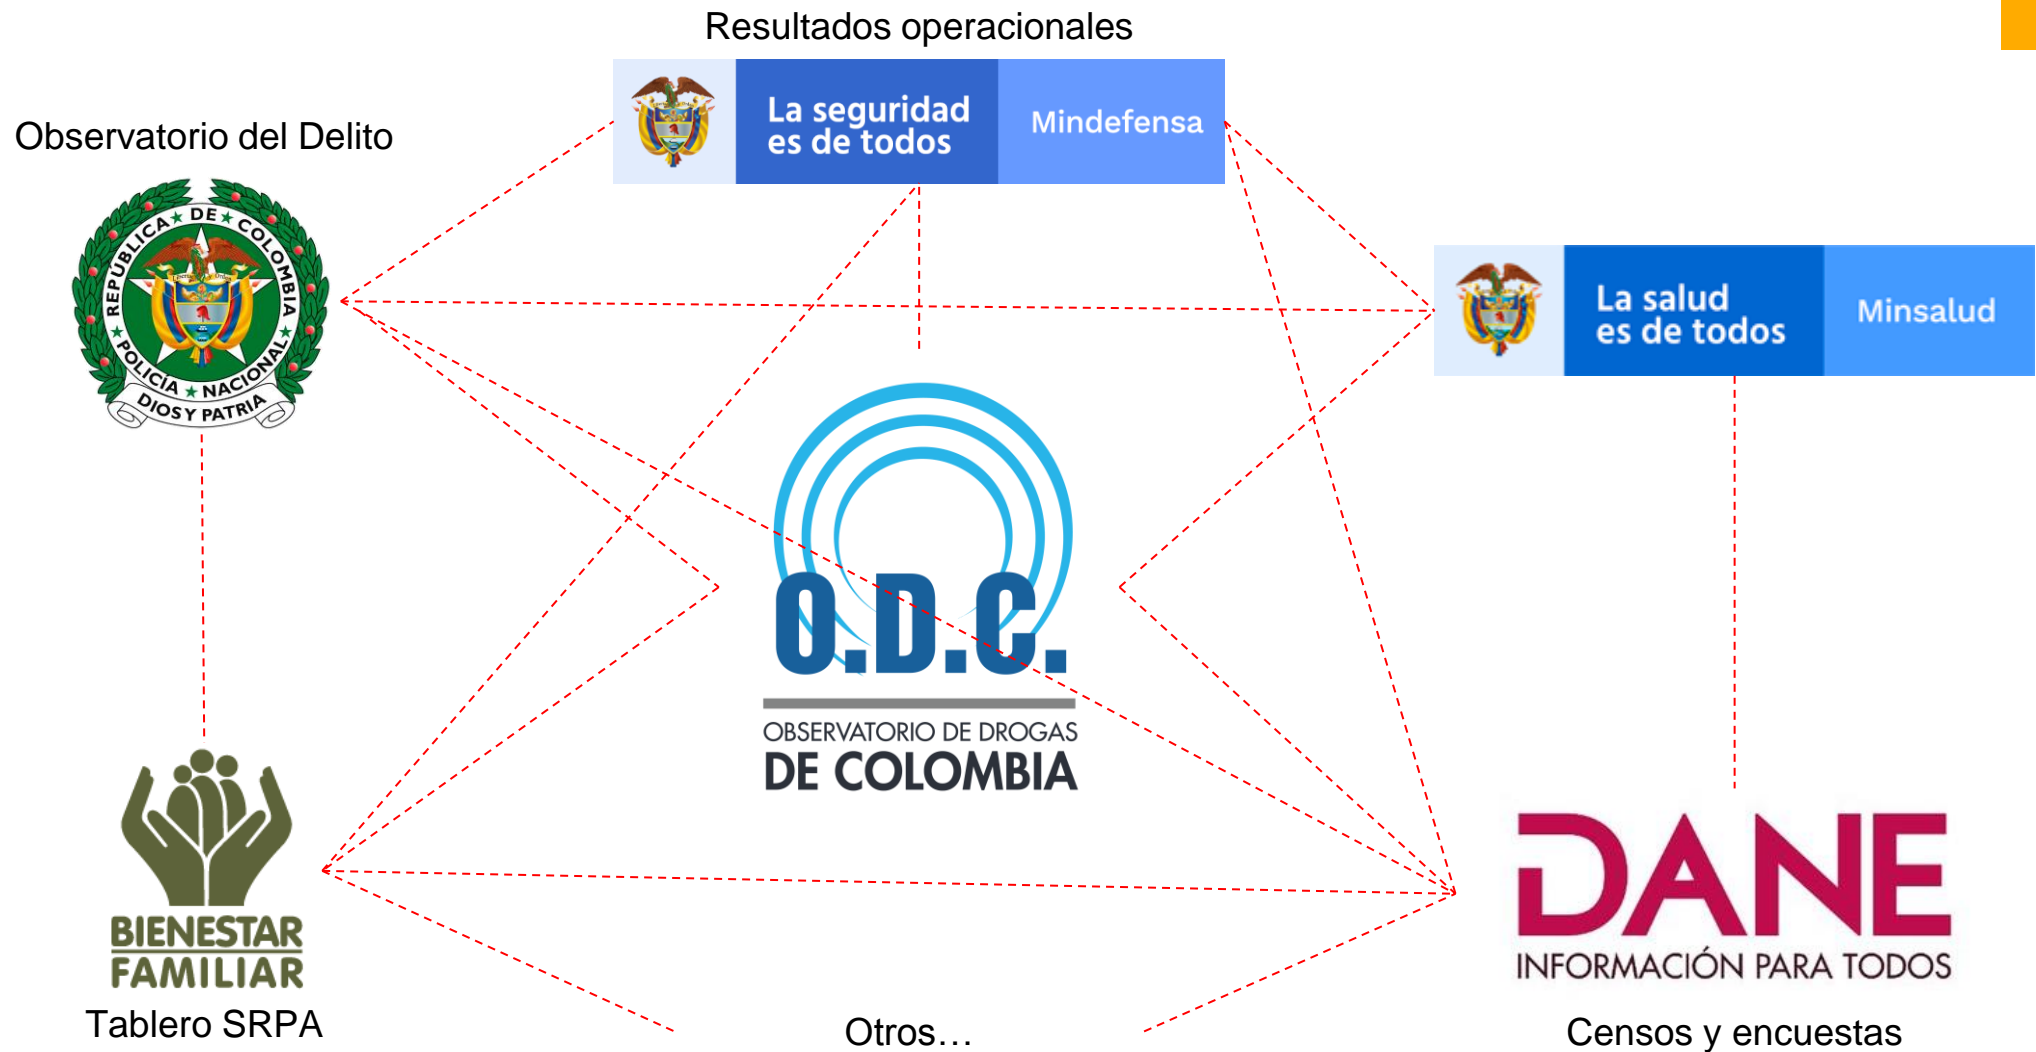 Resultados operacionales
La seguridad
es de todos
Mindefensa
Observatorio del Delito
REPÚBLICA DE COLOMBIA
POLICÍA NACIONAL
DIOS Y PATRIA
La salud
es de todos
Minsalud
O.D.C.
OBSERVATORIO DE DROGAS
DE COLOMBIA
BIENESTAR
FAMILIAR
Tablero SRPA
Otros…
DANE
INFORMACIÓN PARA TODOS
Censos y encuestas